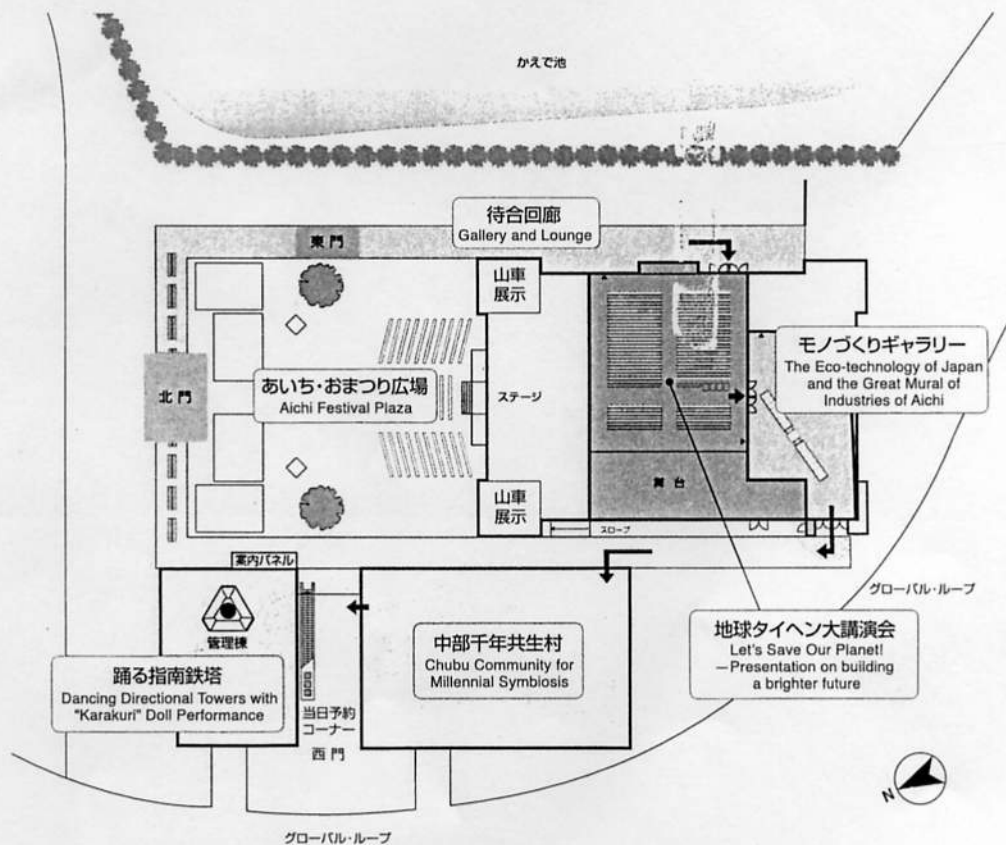 かえで池
待合回廊
Gallery and Lounge
東門
山車
展示
モノづくりギャラリー
The Eco-technology of Japan
and the Great Mural of
Industries of Aichi
北門
あいち・おまつり広場
Aichi Festival Plaza
ステージ
舞台
山車
展示
スロープ
案内パネル
グローバル・ループ
管理棟
踊る指南鉄塔
Dancing Directional Towers with
"Karakuri" Doll Performance
当日予約
コーナー
西門
中部千年共生村
Chubu Community for
Millennial Symbiosis
地球タイヘン大講演会
Let's Save Our Planet!
—Presentation on building
a brighter future
N
グローバル・ループ